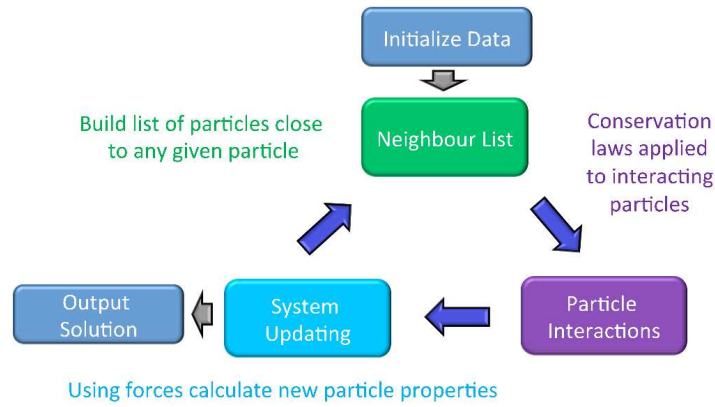 Initialize Data
Build list of particles close
to any given particle
Neighbour List
Conservation
laws applied
to interacting
particles
Output
Solution
System
Updating
Particle
Interactions
Using forces calculate new particle properties